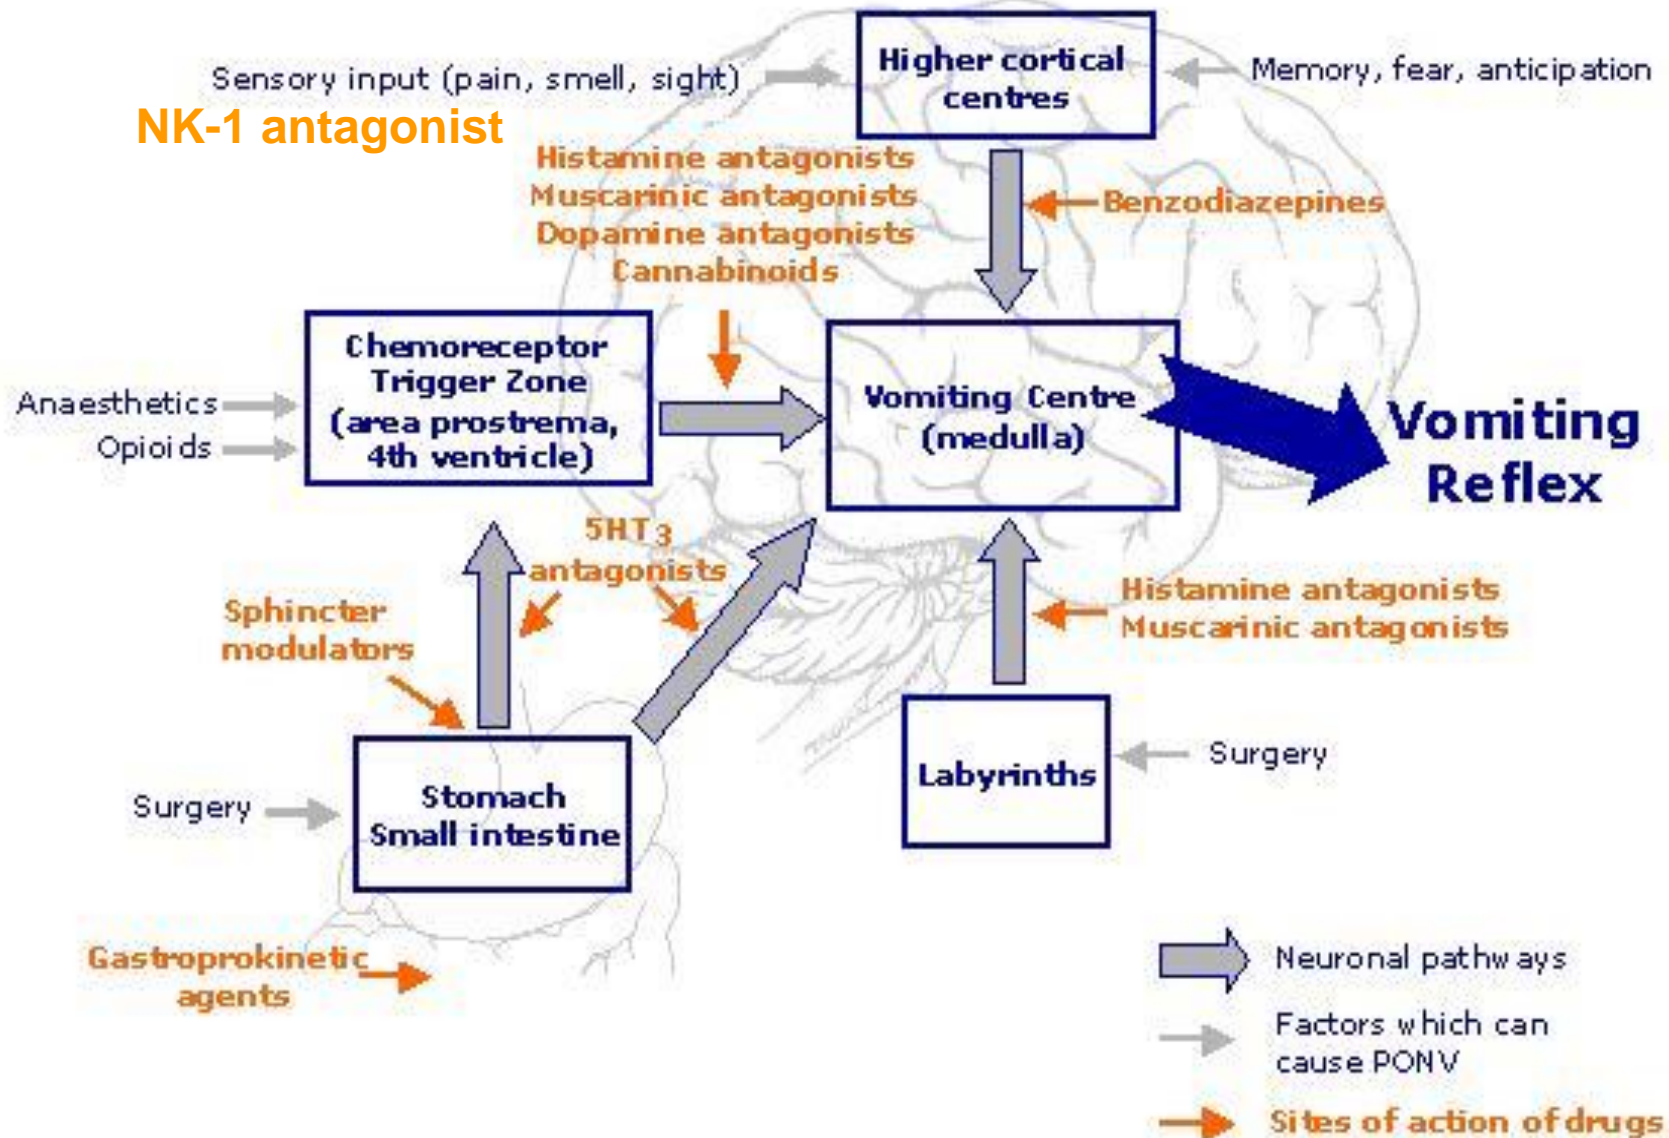 Higher cortical
centres
Sensory input (pain, smell, sight)
Memory, fear, anticipation
NK-1 antagonist
Histamine antagonists
Muscarinic antagonists
Dopamine antagonists
Cannabinoids
Benzodiazepines
Chemoreceptor
Trigger Zone
(area prostrema,
4th ventricle)
Anaesthetics
Opioids
Vomiting Centre
(medulla)
Vomiting
Reflex
5HT3
antagonists
Sphincter
modulators
Histamine antagonists
Muscarinic antagonists
Surgery
Stomach
Small intestine
Labyrinths
Surgery
Gastroprokinetic
agents
Neuronal pathways
Factors which can
cause PONV
Sites of action of drugs